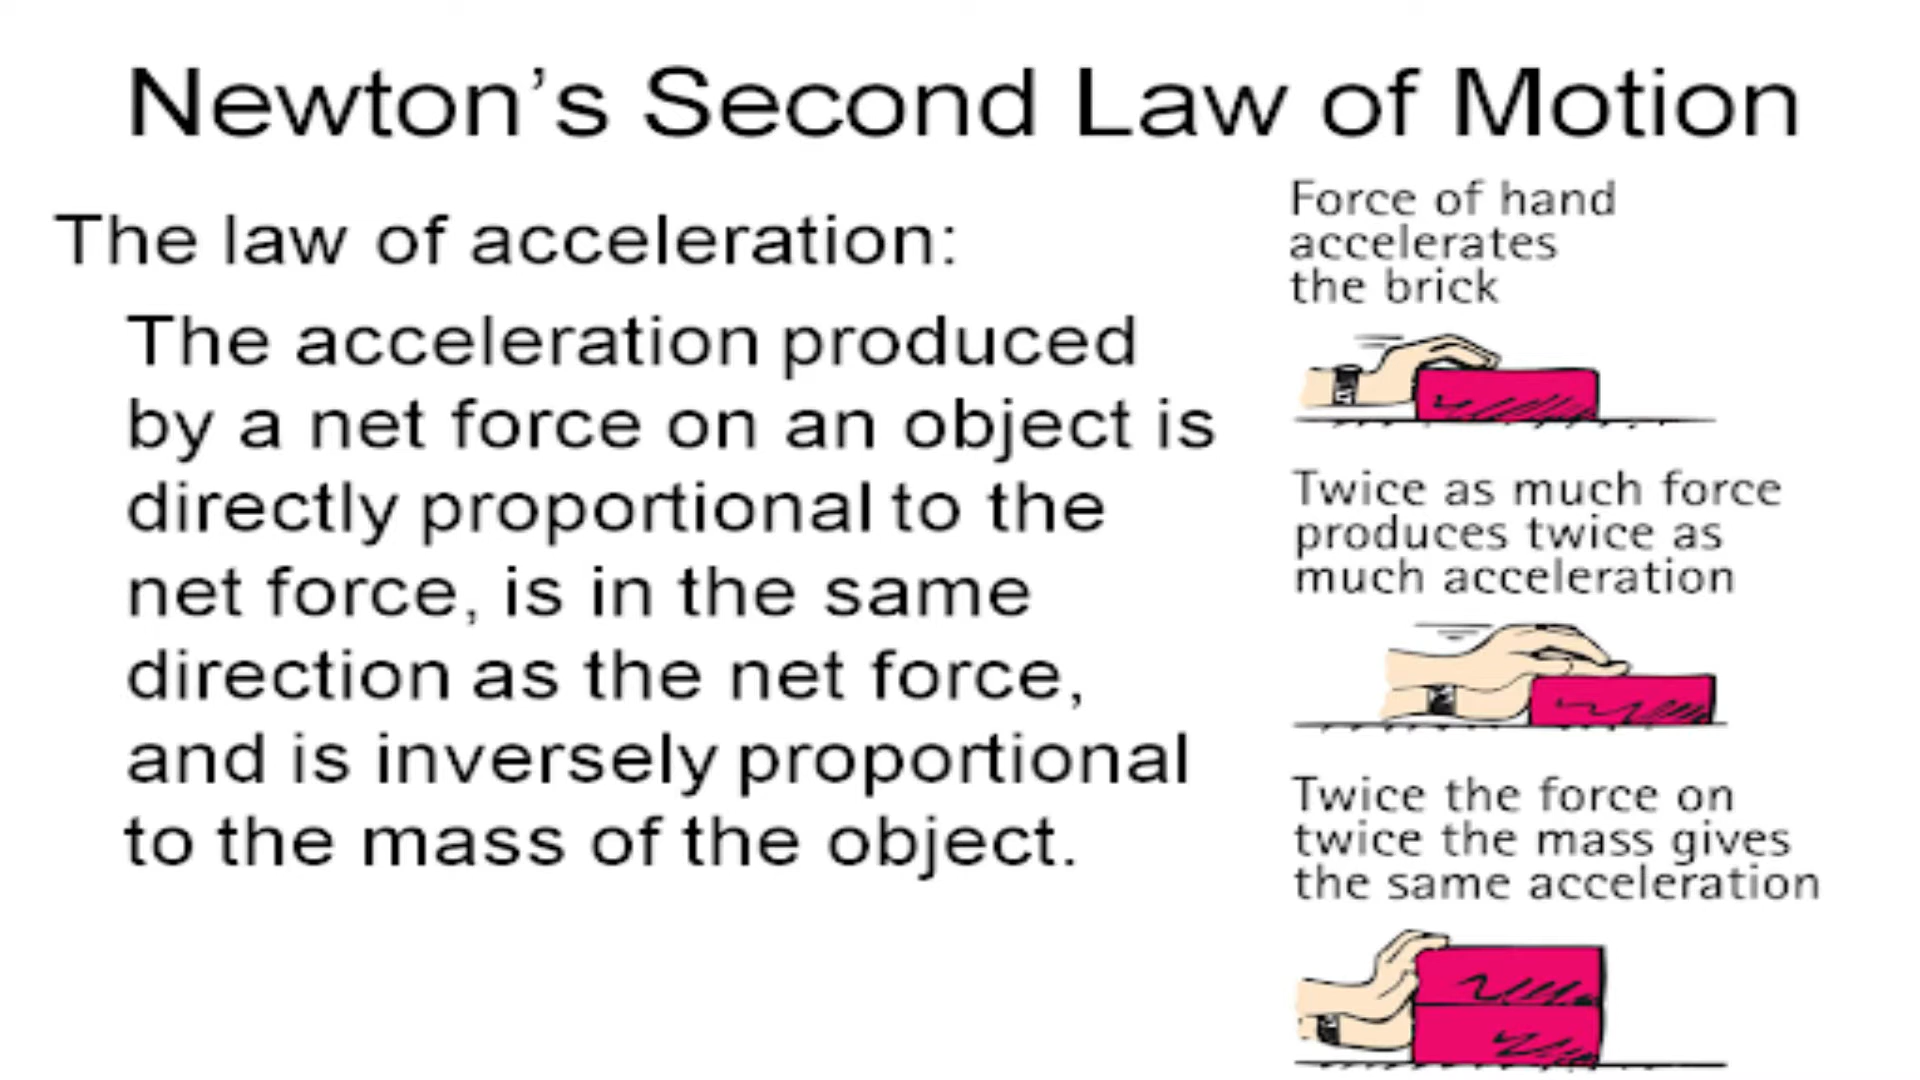 Newton's Second Law of Motion
The law of acceleration:
The acceleration produced
by a net force on an object is
directly proportional to the
net force, is in the same
direction as the net force,
and is inversely proportional
to the mass of the object.
Force of hand
accelerates
the brick
Twice as much force
produces twice as
much acceleration
Twice the force on
twice the mass gives
the same acceleration